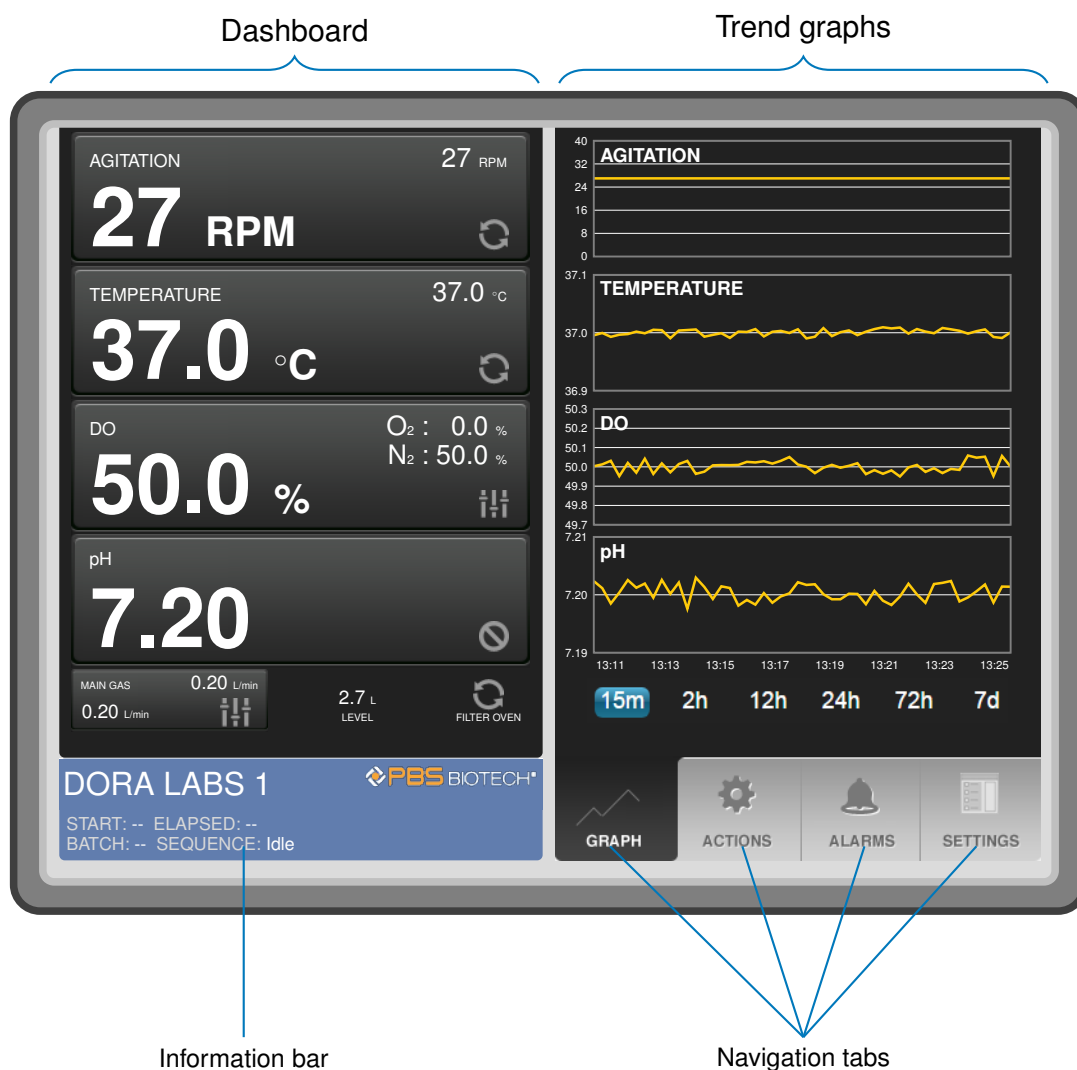 Dashboard
Trend graphs
AGITATION
27 RPM
27 RPM
TEMPERATURE
37.0 °C
37.0 °C
DO
O₂ : 0.0 %
N₂ : 50.0 %
50.0 %
pH
7.20
MAIN GAS
0.20 L/min
0.20 L/min
2.7 L
LEVEL
FILTER OVEN
DORA LABS 1
PBS BIOTECH
START: -- ELAPSED: --
BATCH: -- SEQUENCE: Idle
AGITATION
40
32
24
16
8
0
TEMPERATURE
37.1
37.0
36.9
DO
50.3
50.2
50.1
50.0
49.9
49.8
49.7
pH
7.21
7.20
7.19
13:11 13:13 13:15 13:17 13:19 13:21 13:23 13:25
15m 2h 12h 24h 72h 7d
GRAPH ACTIONS ALARMS SETTINGS
Information bar
Navigation tabs